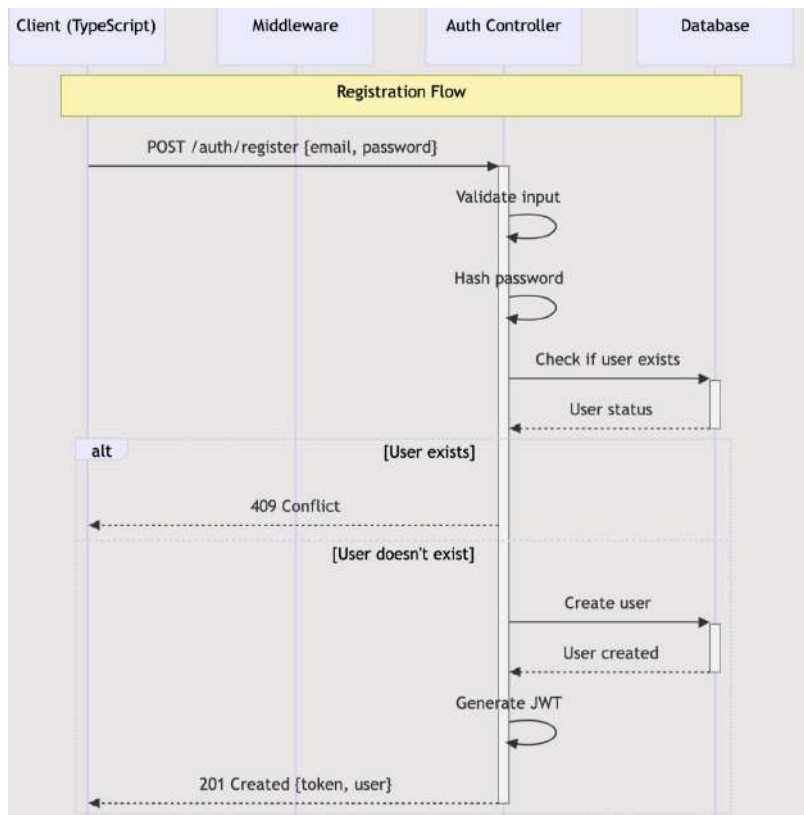 Client (TypeScript)
Middleware
Auth Controller
Database
Registration Flow
POST /auth/register {email, password}
Validate input
Hash password
Check if user exists
User status
alt
[User exists]
409 Conflict
[User doesn't exist]
Create user
User created
Generate JWT
201 Created {token, user}